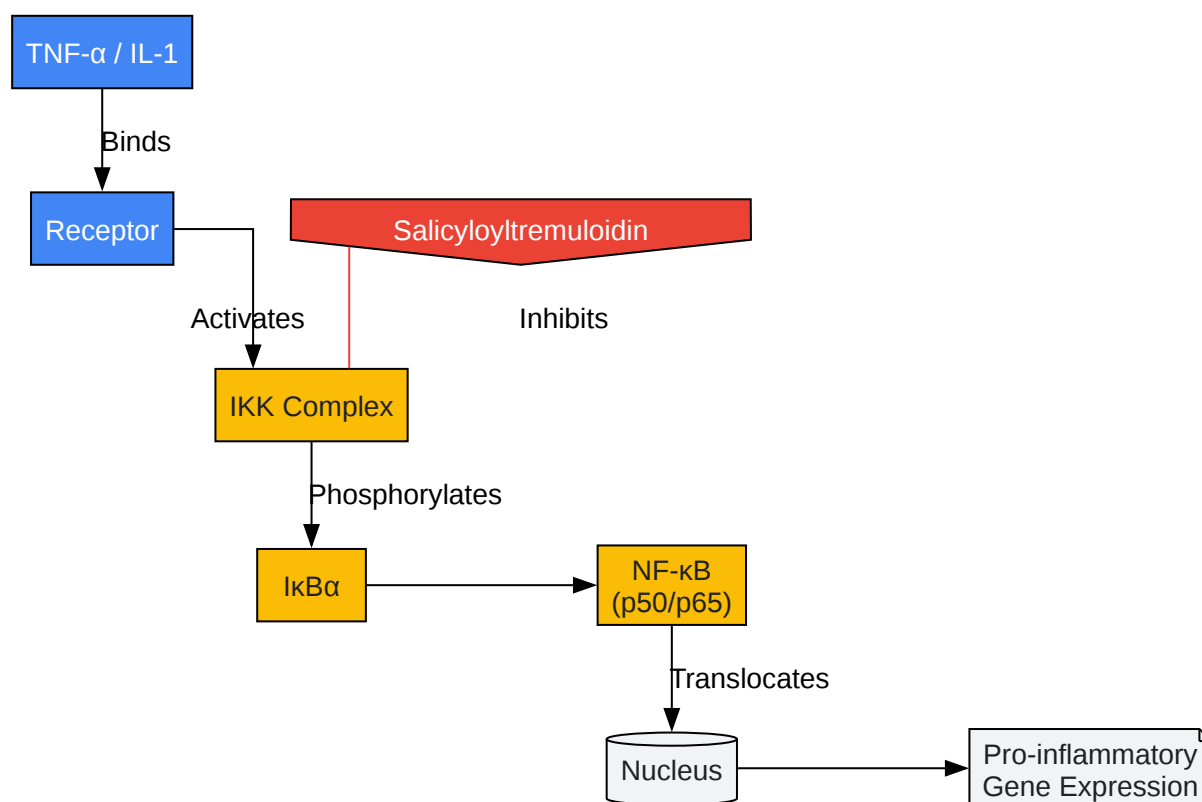 TNF-α / IL-1
Binds
Receptor
Salicyloyltremuloidin
Activates
Inhibits
IKK Complex
Phosphorylates
IκBα
NF-κB
(p50/p65)
Translocates
Nucleus
Pro-inflammatory
Gene Expression